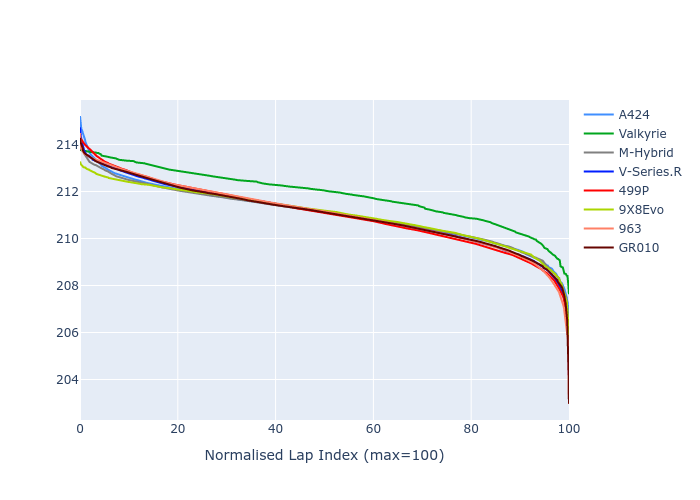 214
212
210
208
206
204
0 20 40 60 80 100
Normalised Lap Index (max=100)
A424
Valkyrie
M-Hybrid
V-Series.R
499P
9X8Evo
963
GR010